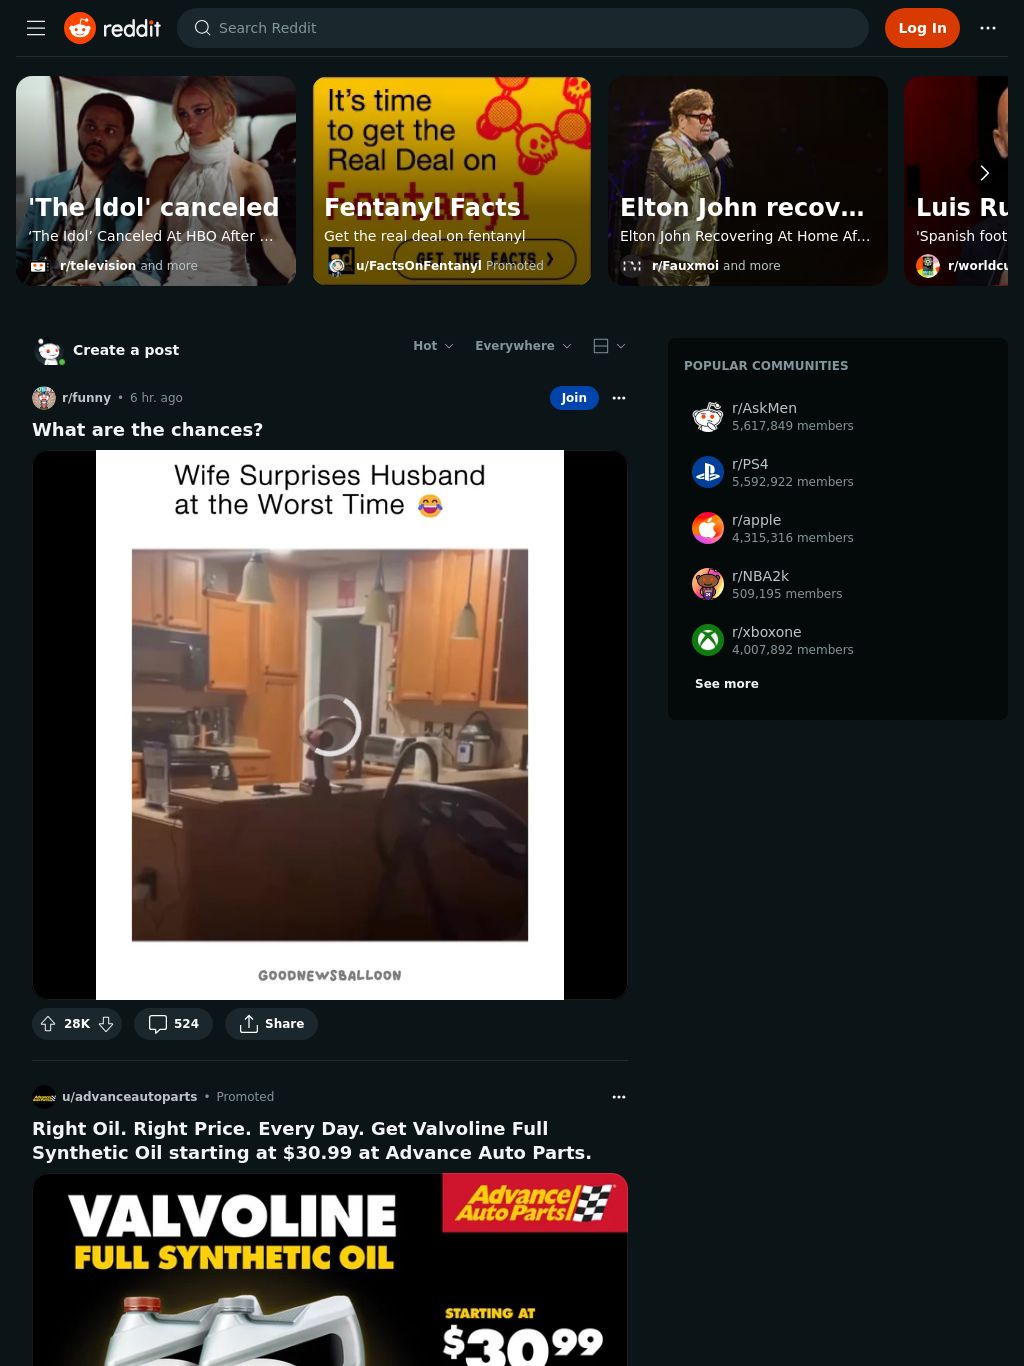 reddit
Search Reddit
Log In
It's time
to get the
Real Deal on
Fentanyl
GET THE FACTS
'The Idol' canceled
‘The Idol’ Canceled At HBO After ...
r/television and more
Fentanyl Facts
Get the real deal on fentanyl
u/FactsOnFentanyl Promoted
Elton John recov...
Elton John Recovering At Home Af...
r/Fauxmoi and more
Luis Ru
'Spanish foot
r/worldcu
Create a post
Hot
Everywhere
r/funny • 6 hr. ago
Join
What are the chances?
Wife Surprises Husband
at the Worst Time 😂
GOODNEWSBALLOON
28K
524
Share
u/advanceautoparts • Promoted
Right Oil. Right Price. Every Day. Get Valvoline Full
Synthetic Oil starting at $30.99 at Advance Auto Parts.
VALVOLINE
FULL SYNTHETIC OIL
Advance
Auto Parts
STARTING AT
$3099
POPULAR COMMUNITIES
r/AskMen
5,617,849 members
r/PS4
5,592,922 members
r/apple
4,315,316 members
r/NBA2k
509,195 members
r/xboxone
4,007,892 members
See more